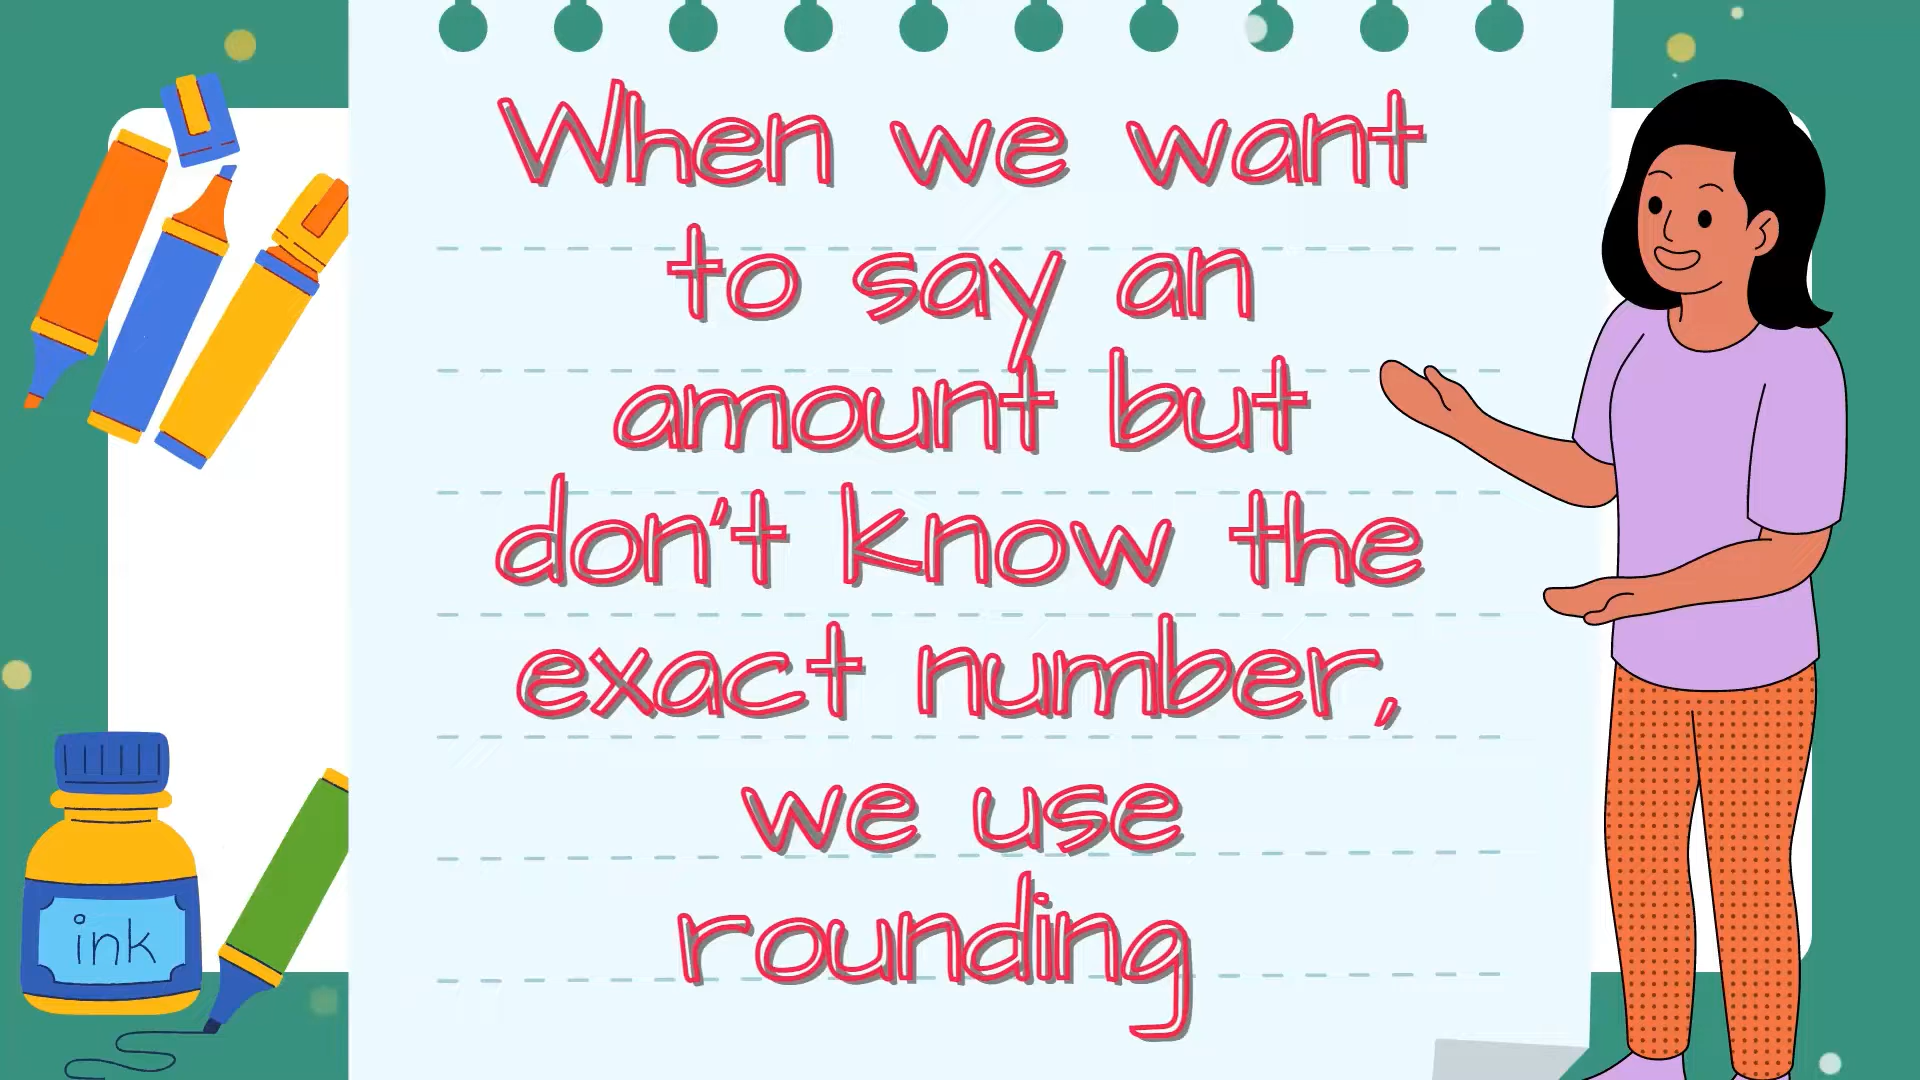 When we want
to say an
amount but
don't know the
exact number,
we use
rounding
ink